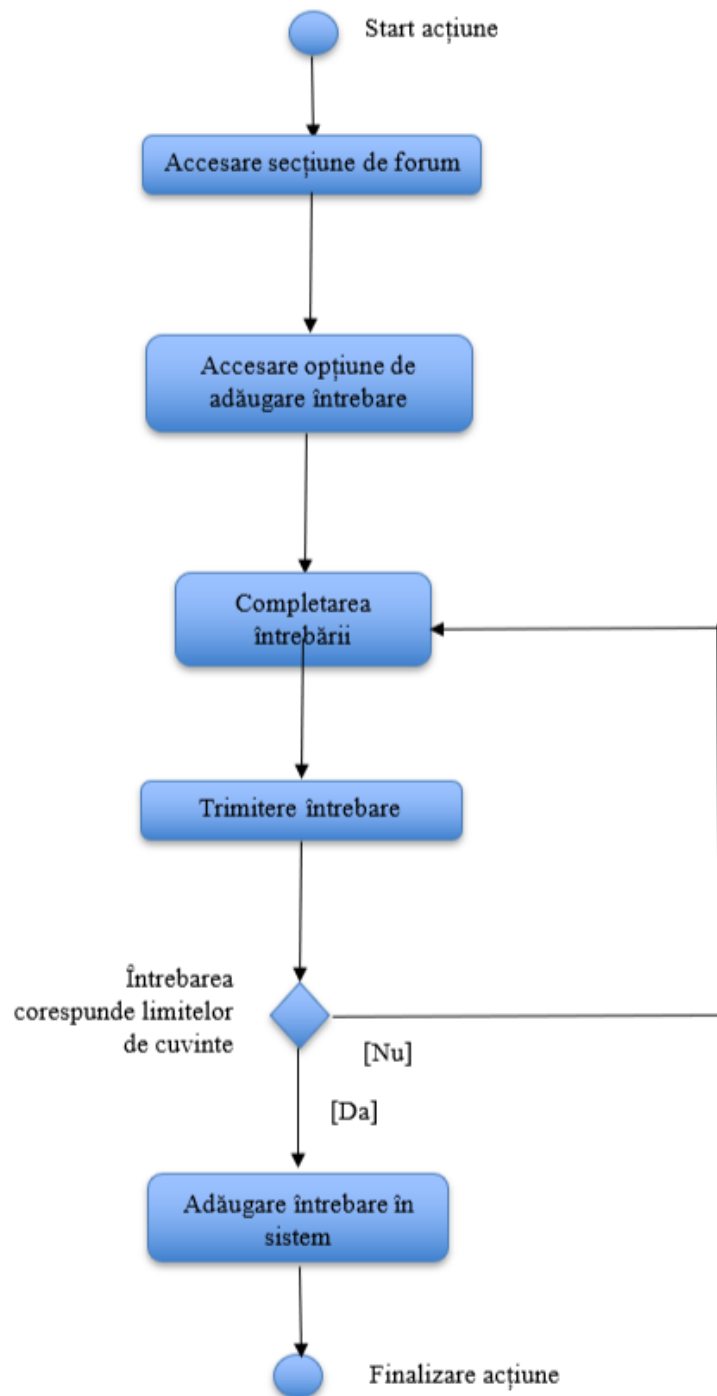 Start acțiune
Accesare secțiune de forum
Accesare opțiune de
adăugare întrebare
Completarea
întrebării
Trimitere întrebare
Întrebarea
corespunde limitelor
de cuvinte
[Nu]
[Da]
Adăugare întrebare în
sistem
Finalizare acțiune